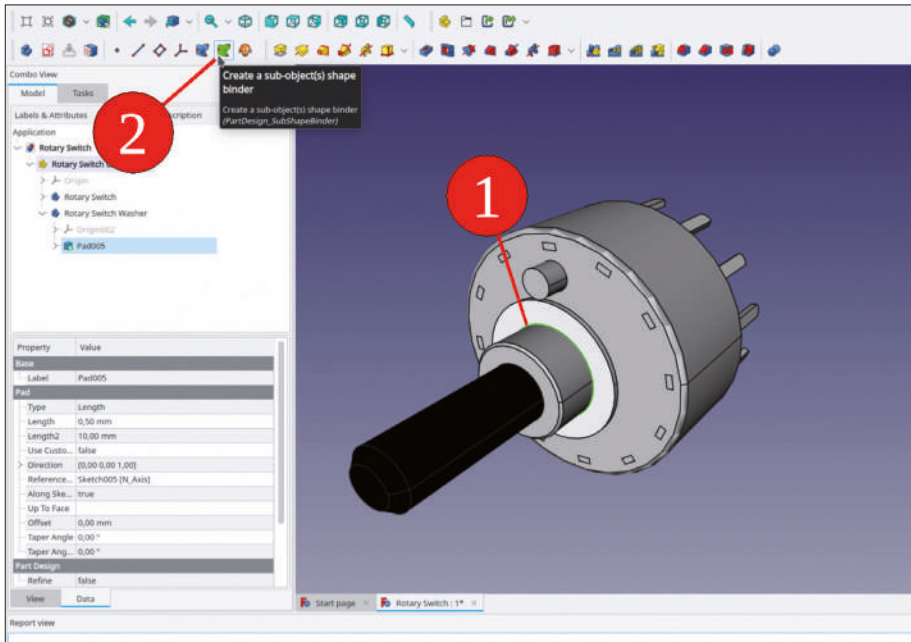 Create a sub-object(s) shape
binder
Create a sub-object(s) shape binder
(PartDesign_SubShapeBinder)
Combo View
Model Tasks
Labels & Attributes
Application
2
Rotary Switch
Rotary Switch
Origin
Rotary Switch
Rotary Switch Washer
Origin002
Pad005
1
Property Value
Base
Label Pad005
Pad
Type Length
Length 0,50 mm
Length2 10,00 mm
Use Custo... false
Direction [0,00 0,00 1,00]
Reference... Sketch005 [N_Axis]
Along Ske... true
Up To Face
Offset 0,00 mm
Taper Angle 0,00 °
Taper Ang... 0,00 °
Part Design
Refine false
View Data
Start page Rotary Switch : 1*
Report view